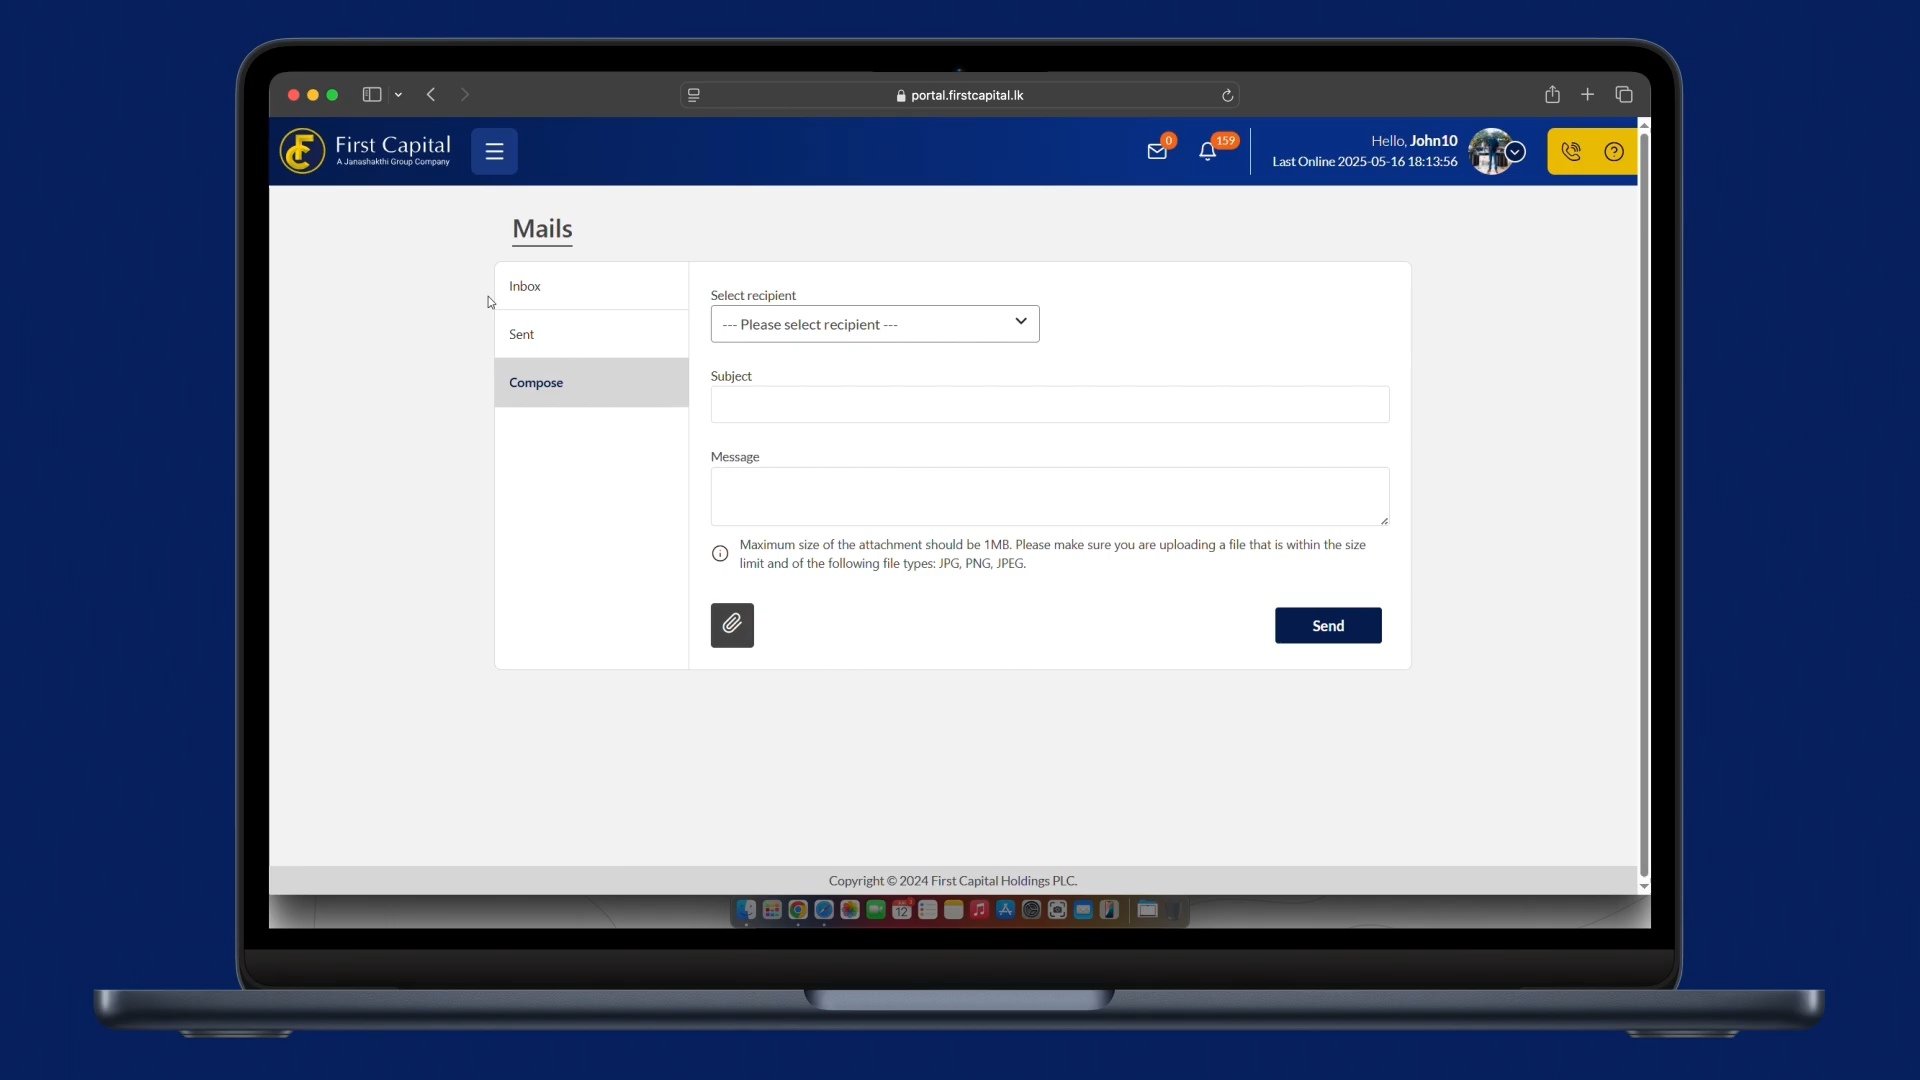 portal.firstcapital.lk
First Capital
A Janashakthi Group Company
0
159
Hello, John10
Last Online 2025-05-16 18:13:56
Mails
Inbox
Sent
Compose
Select recipient
--- Please select recipient ---
Subject
Message
Maximum size of the attachment should be 1MB. Please make sure you are uploading a file that is within the size
limit and of the following file types: JPG, PNG, JPEG.
Send
Copyright © 2024 First Capital Holdings PLC.
12